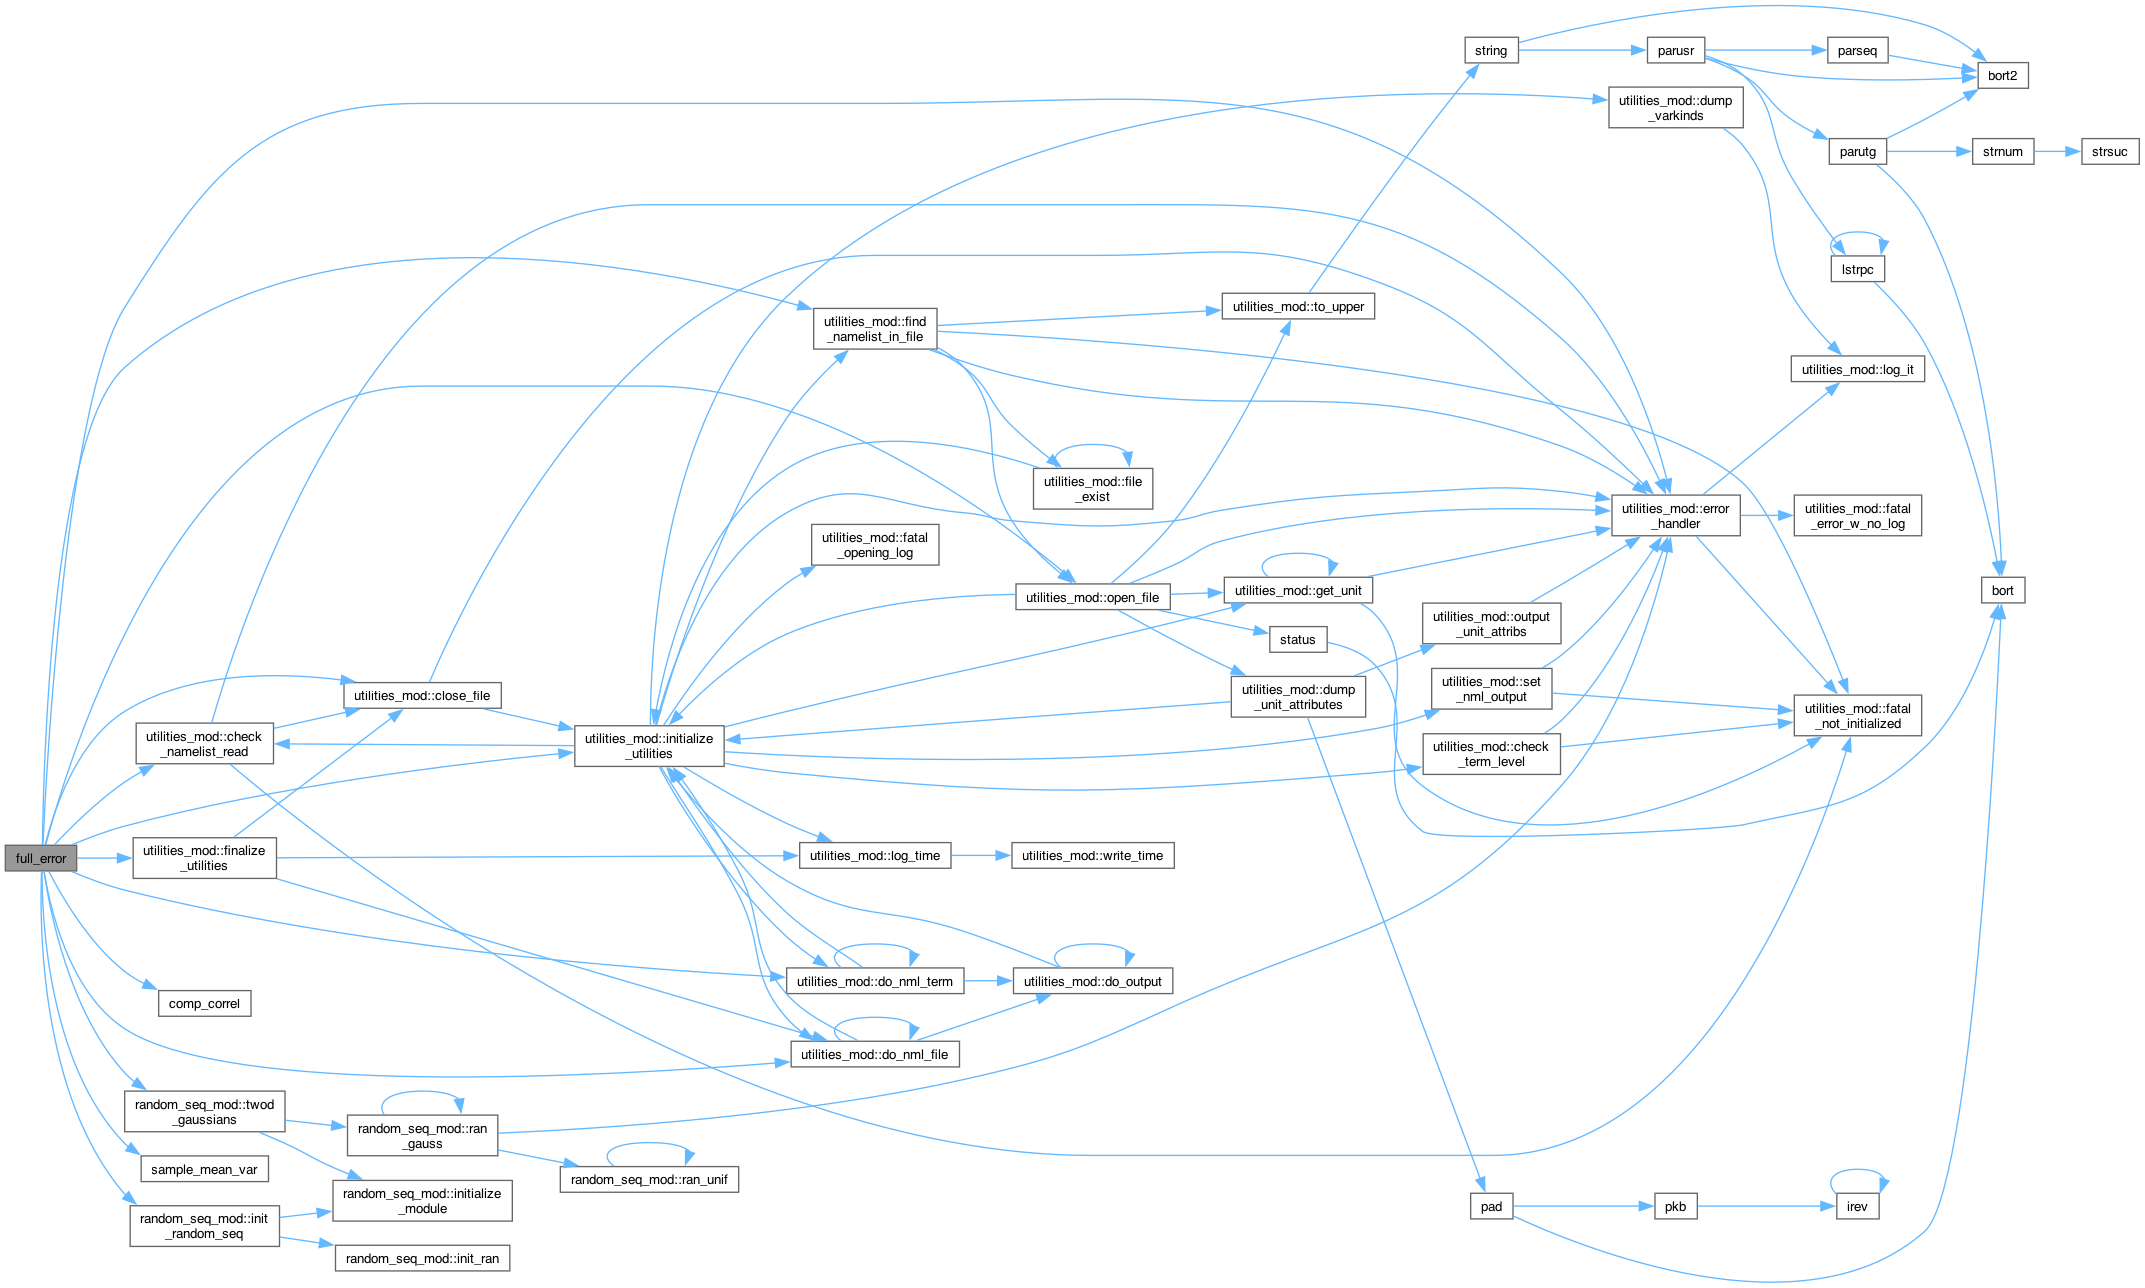 string
parusr
parseq
bort2
utilities_mod::dump
_varkinds
parutg
strnum
strsuc
lstrpc
utilities_mod::to_upper
utilities_mod::find
_namelist_in_file
utilities_mod::log_it
utilities_mod::file
_exist
utilities_mod::error
_handler
utilities_mod::fatal
_error_w_no_log
utilities_mod::fatal
_opening_log
utilities_mod::open_file
utilities_mod::get_unit
bort
utilities_mod::output
_unit_attribs
status
utilities_mod::close_file
utilities_mod::dump
_unit_attributes
utilities_mod::set
_nml_output
utilities_mod::fatal
_not_initialized
utilities_mod::check
_namelist_read
utilities_mod::initialize
_utilities
utilities_mod::check
_term_level
full_error
utilities_mod::finalize
_utilities
utilities_mod::log_time
utilities_mod::write_time
utilities_mod::do_nml_term
utilities_mod::do_output
comp_correl
utilities_mod::do_nml_file
random_seq_mod::twod
_gaussians
random_seq_mod::ran
_gauss
sample_mean_var
random_seq_mod::ran_unif
random_seq_mod::initialize
_module
pad
pkb
irev
random_seq_mod::init
_random_seq
random_seq_mod::init_ran